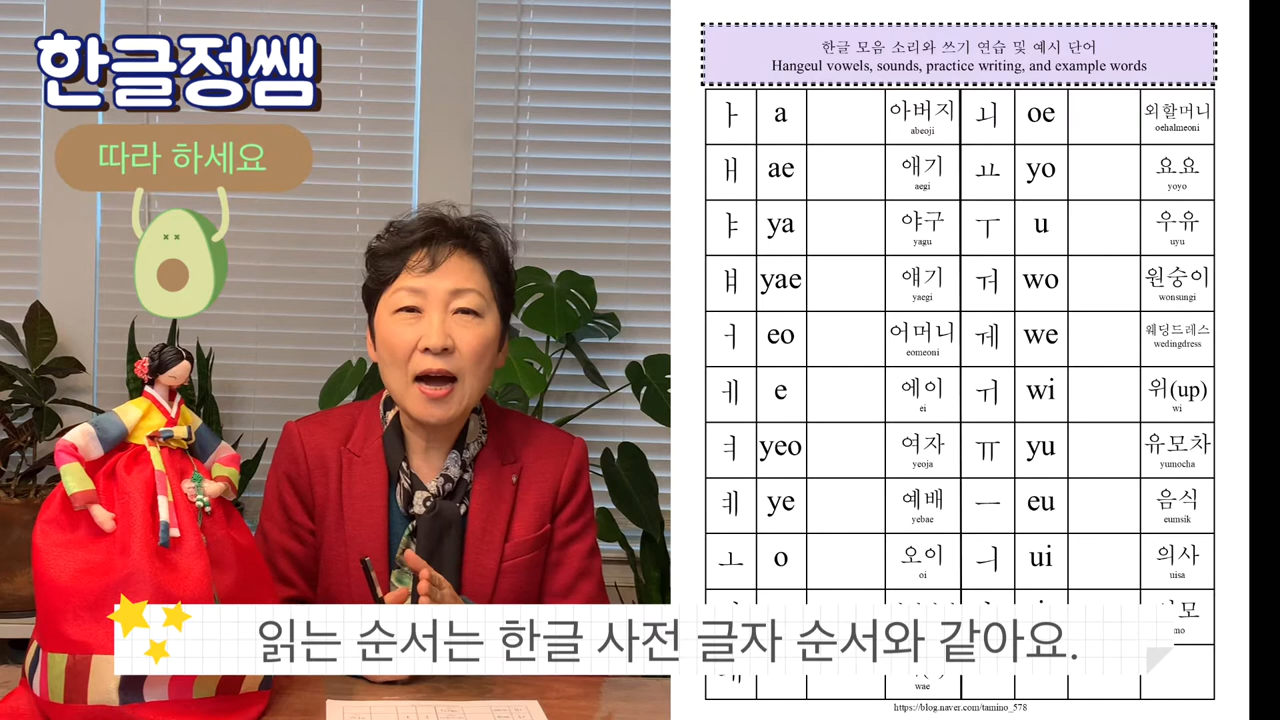 한글정쌤
따라 하세요
한글 모음 소리와 쓰기 연습 및 예시 단어
Hangeul vowels, sounds, practice writing, and example words
ㅏ a 아버지 ㅚ oe 외할머니
abeoji oehalmeoni
ㅐ ae 애기 ㅛ yo 요요
aegi yoyo
ㅑ ya 야구 ㅜ u 우유
yagu uyu
ㅒ yae 얘기 ㅝ wo 원숭이
yaegi wonsungi
ㅓ eo 어머니 ㅞ we 웨딩드레스
eomeoni wedingdress
ㅔ e 에이 ㅟ wi 위(up)
ei wi
ㅕ yeo 여자 ㅠ yu 유모차
yeoja yumocha
ㅖ ye 예배 ㅡ eu 음식
yebae eumsik
ㅗ o 오이 ㅢ ui 의사
oi uisa
읽는 순서는 한글 사전 글자 순서와 같아요.
wae
https://blog.naver.com/tamino_578